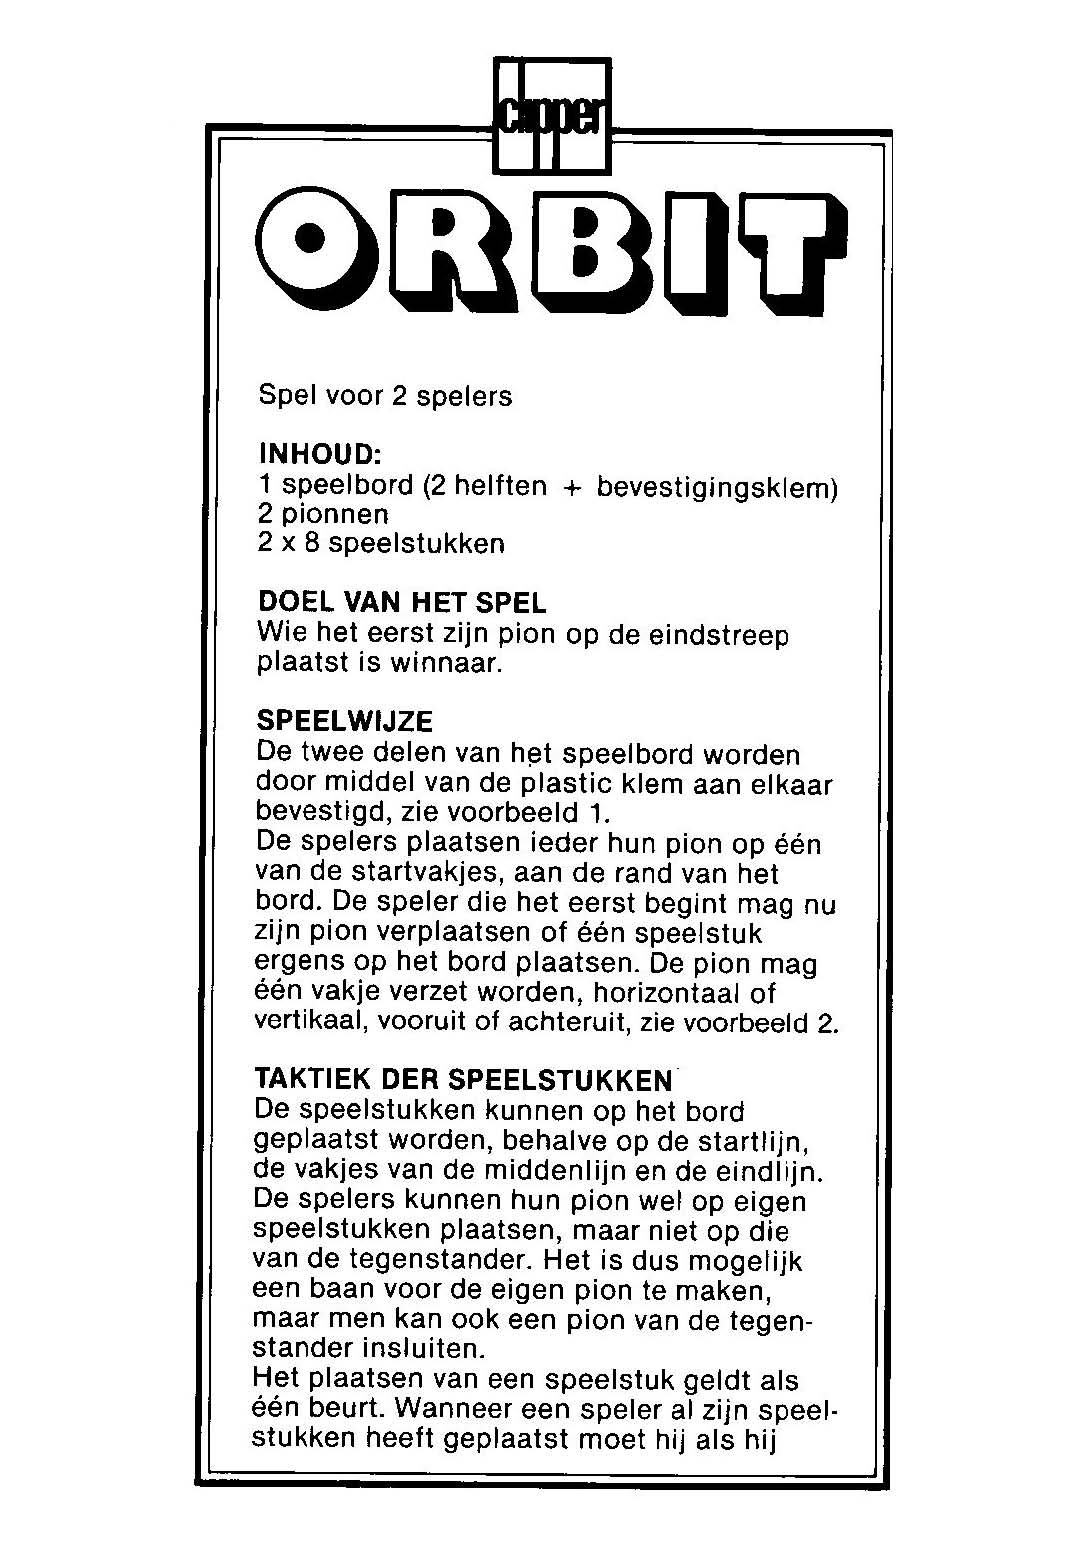 clipper
ORBIT
Spel voor 2 spelers
INHOUD:
1 speelbord (2 helften + bevestigingsklem)
2 pionnen
2 x 8 speelstukken
DOEL VAN HET SPEL
Wie het eerst zijn pion op de eindstreep
plaatst is winnaar.
SPEELWIJZE
De twee delen van het speelbord worden
door middel van de plastic klem aan elkaar
bevestigd, zie voorbeeld 1.
De spelers plaatsen ieder hun pion op één
van de startvakjes, aan de rand van het
bord. De speler die het eerst begint mag nu
zijn pion verplaatsen of één speelstuk
ergens op het bord plaatsen. De pion mag
één vakje verzet worden, horizontaal of
vertikaal, vooruit of achteruit, zie voorbeeld 2.
TAKTIEK DER SPEELSTUKKEN
De speelstukken kunnen op het bord
geplaatst worden, behalve op de startlijn,
de vakjes van de middenlijn en de eindlijn.
De spelers kunnen hun pion wel op eigen
speelstukken plaatsen, maar niet op die
van de tegenstander. Het is dus mogelijk
een baan voor de eigen pion te maken,
maar men kan ook een pion van de tegen-
stander insluiten.
Het plaatsen van een speelstuk geldt als
één beurt. Wanneer een speler al zijn speel-
stukken heeft geplaatst moet hij als hij